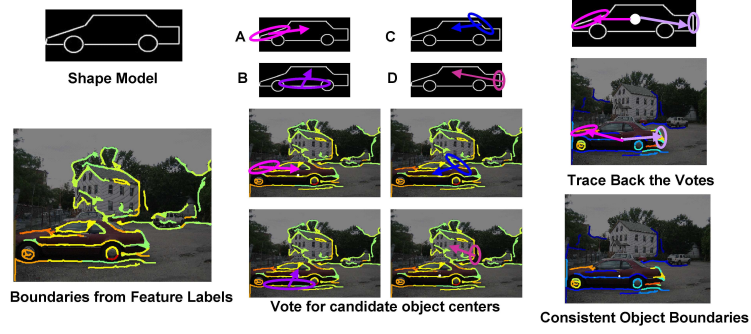 A
C
Shape Model
B
D
Trace Back the Votes
Boundaries from Feature Labels
Vote for candidate object centers
Consistent Object Boundaries